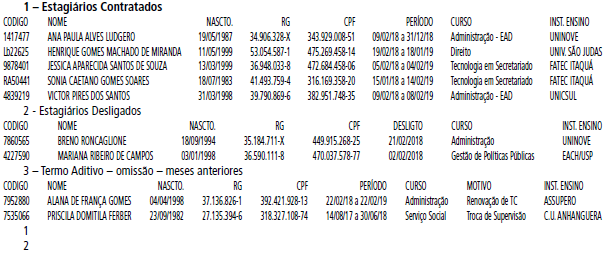 1 – Estagiários Contratados
CODIGO NOME NASCTO. RG CPF PERÍODO CURSO INST. ENSINO
1417477 ANA PAULA ALVES LUDGERO 19/05/1987 34.906.328-X 343.929.008-51 09/02/18 a 31/12/18 Administração - EAD UNINOVE
Lb22625 HENRIQUE GOMES MACHADO DE MIRANDA 11/05/1999 53.054.587-1 475.269.458-14 19/02/18 a 18/01/19 Direito UNIV. SÃO JUDAS
9878401 JESSICA APARECIDA SANTOS DE SOUZA 13/03/1999 36.948.033-8 472.684.458-06 05/02/18 a 04/02/19 Tecnologia em Secretariado FATEC ITAQUÁ
RA50441 SONIA CAETANO GOMES SOARES 18/07/1983 41.493.759-4 316.169.358-20 15/01/18 a 14/02/19 Tecnologia em Secretariado FATEC ITAQUÁ
4839219 VICTOR PIRES DOS SANTOS 31/03/1998 39.790.869-6 382.951.748-35 09/02/18 a 08/02/19 Administração - EAD UNICSUL
2 - Estagiários Desligados
CODIGO NOME NASCTO. RG CPF DESLIGTO CURSO INST. ENSINO
7860565 BRENO RONCAGLIONE 18/09/1994 35.184.711-X 449.915.268-25 21/02/2018 Administração UNINOVE
4227590 MARIANA RIBEIRO DE CAMPOS 03/01/1998 36.590.111-8 470.037.578-77 02/02/2018 Gestão de Políticas Públicas EACH/USP
3 – Termo Aditivo – omissão – meses anteriores
CODIGO NOME NASCTO. RG CPF PERÍODO CURSO MOTIVO INST. ENSINO
7952880 ALANA DE FRANÇA GOMES 04/04/1998 37.136.826-1 392.421.928-13 22/02/18 a 22/02/19 Administração Renovação de TC ASSUPERO
7535066 PRISCILA DOMITILA FERBER 23/09/1982 27.135.394-6 318.327.108-74 14/08/17 a 30/06/18 Serviço Social Troca de Supervisão C.U. ANHANGUERA
1
2